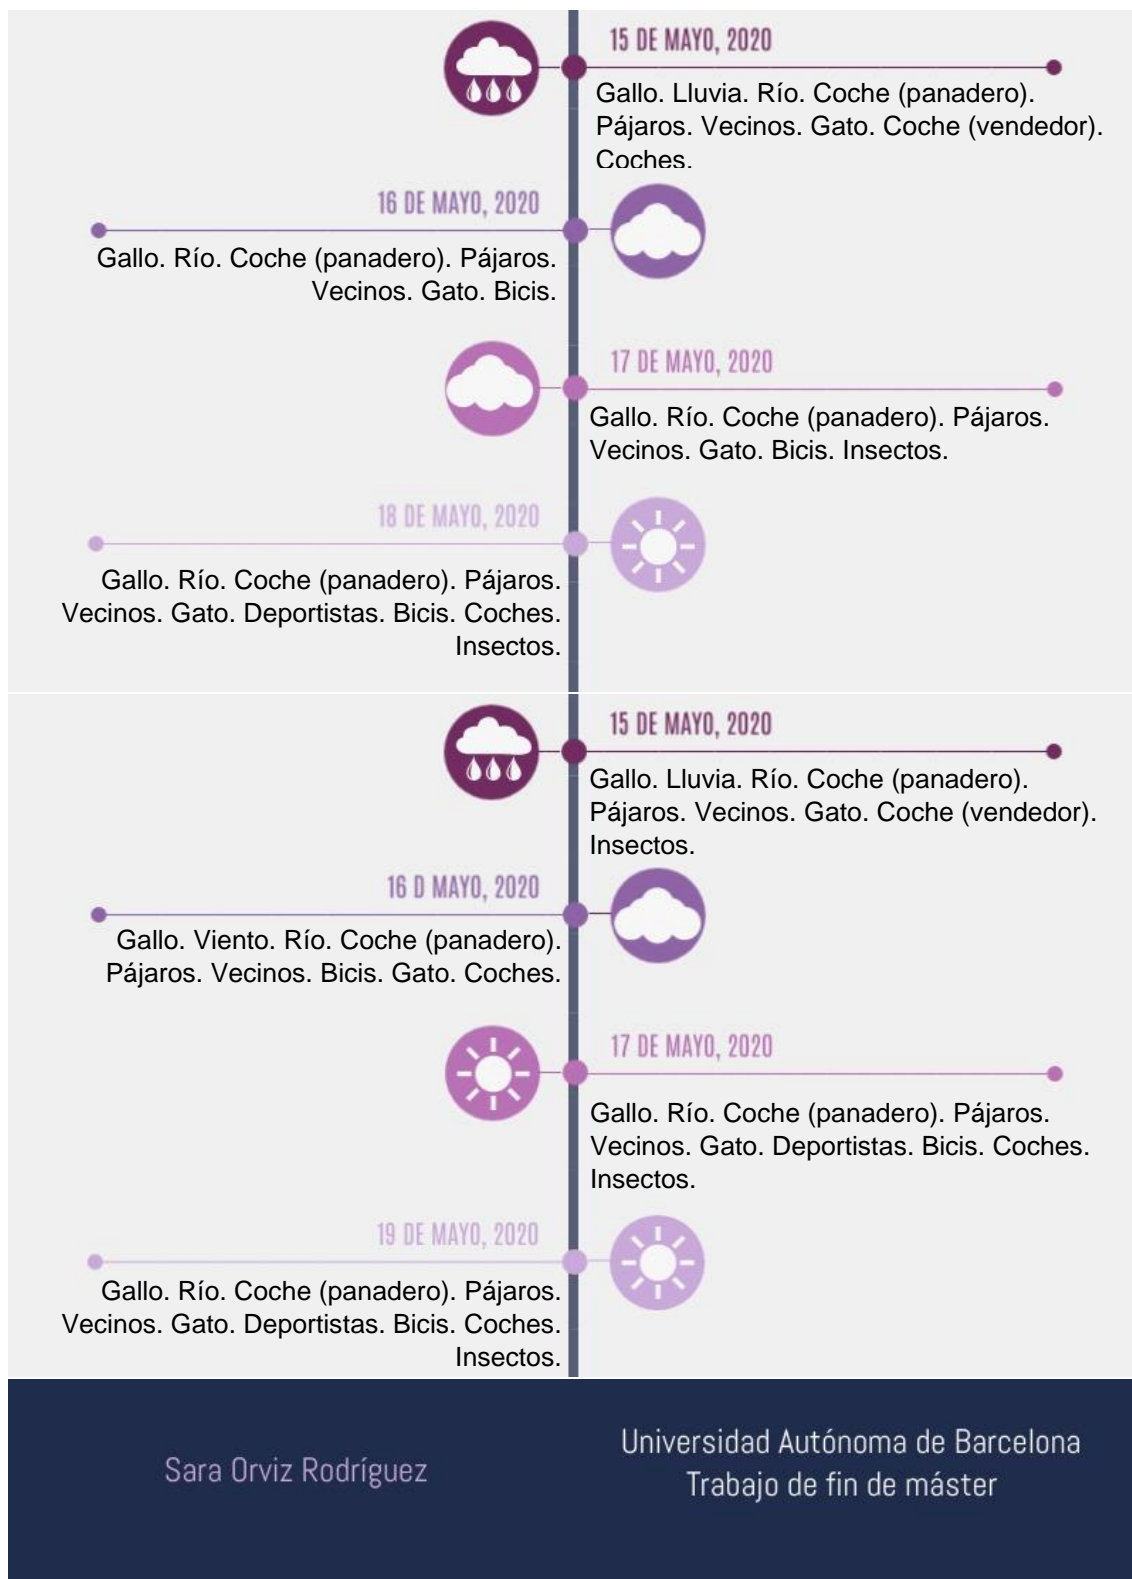 15 DE MAYO, 2020
Gallo. Lluvia. Río. Coche (panadero).
Pájaros. Vecinos. Gato. Coche (vendedor).
Coches.
16 DE MAYO, 2020
Gallo. Río. Coche (panadero). Pájaros.
Vecinos. Gato. Bicis.
17 DE MAYO, 2020
Gallo. Río. Coche (panadero). Pájaros.
Vecinos. Gato. Bicis. Insectos.
18 DE MAYO, 2020
Gallo. Río. Coche (panadero). Pájaros.
Vecinos. Gato. Deportistas. Bicis. Coches.
Insectos.
15 DE MAYO, 2020
Gallo. Lluvia. Río. Coche (panadero).
Pájaros. Vecinos. Gato. Coche (vendedor).
Insectos.
16 D MAYO, 2020
Gallo. Viento. Río. Coche (panadero).
Pájaros. Vecinos. Bicis. Gato. Coches.
17 DE MAYO, 2020
Gallo. Río. Coche (panadero). Pájaros.
Vecinos. Gato. Deportistas. Bicis. Coches.
Insectos.
19 DE MAYO, 2020
Gallo. Río. Coche (panadero). Pájaros.
Vecinos. Gato. Deportistas. Bicis. Coches.
Insectos.
Sara Orviz Rodríguez
Universidad Autónoma de Barcelona
Trabajo de fin de máster